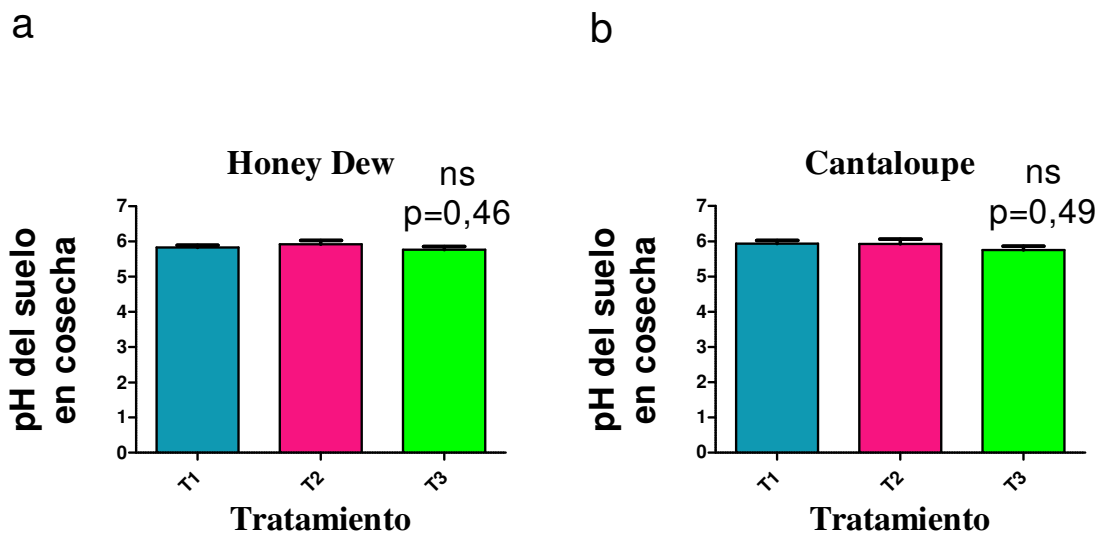 a
Honey Dew
ns
p=0,46
7
6
5
4
3
2
1
0
pH del suelo
en cosecha
T1
T2
T3
Tratamiento
b
Cantaloupe
ns
p=0,49
7
6
5
4
3
2
1
0
pH del suelo
en cosecha
T1
T2
T3
Tratamiento